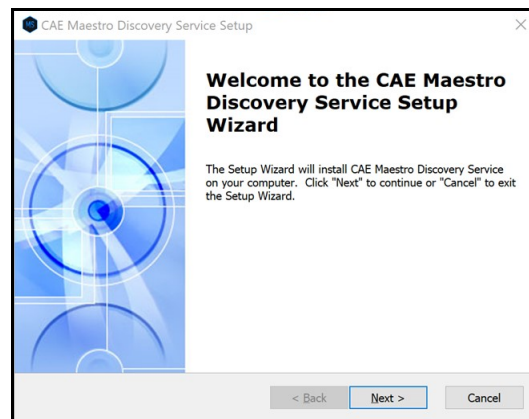 MS CAE Maestro Discovery Service Setup
Welcome to the CAE Maestro
Discovery Service Setup
Wizard
The Setup Wizard will install CAE Maestro Discovery Service
on your computer. Click "Next" to continue or "Cancel" to exit
the Setup Wizard.
< Back Next > Cancel